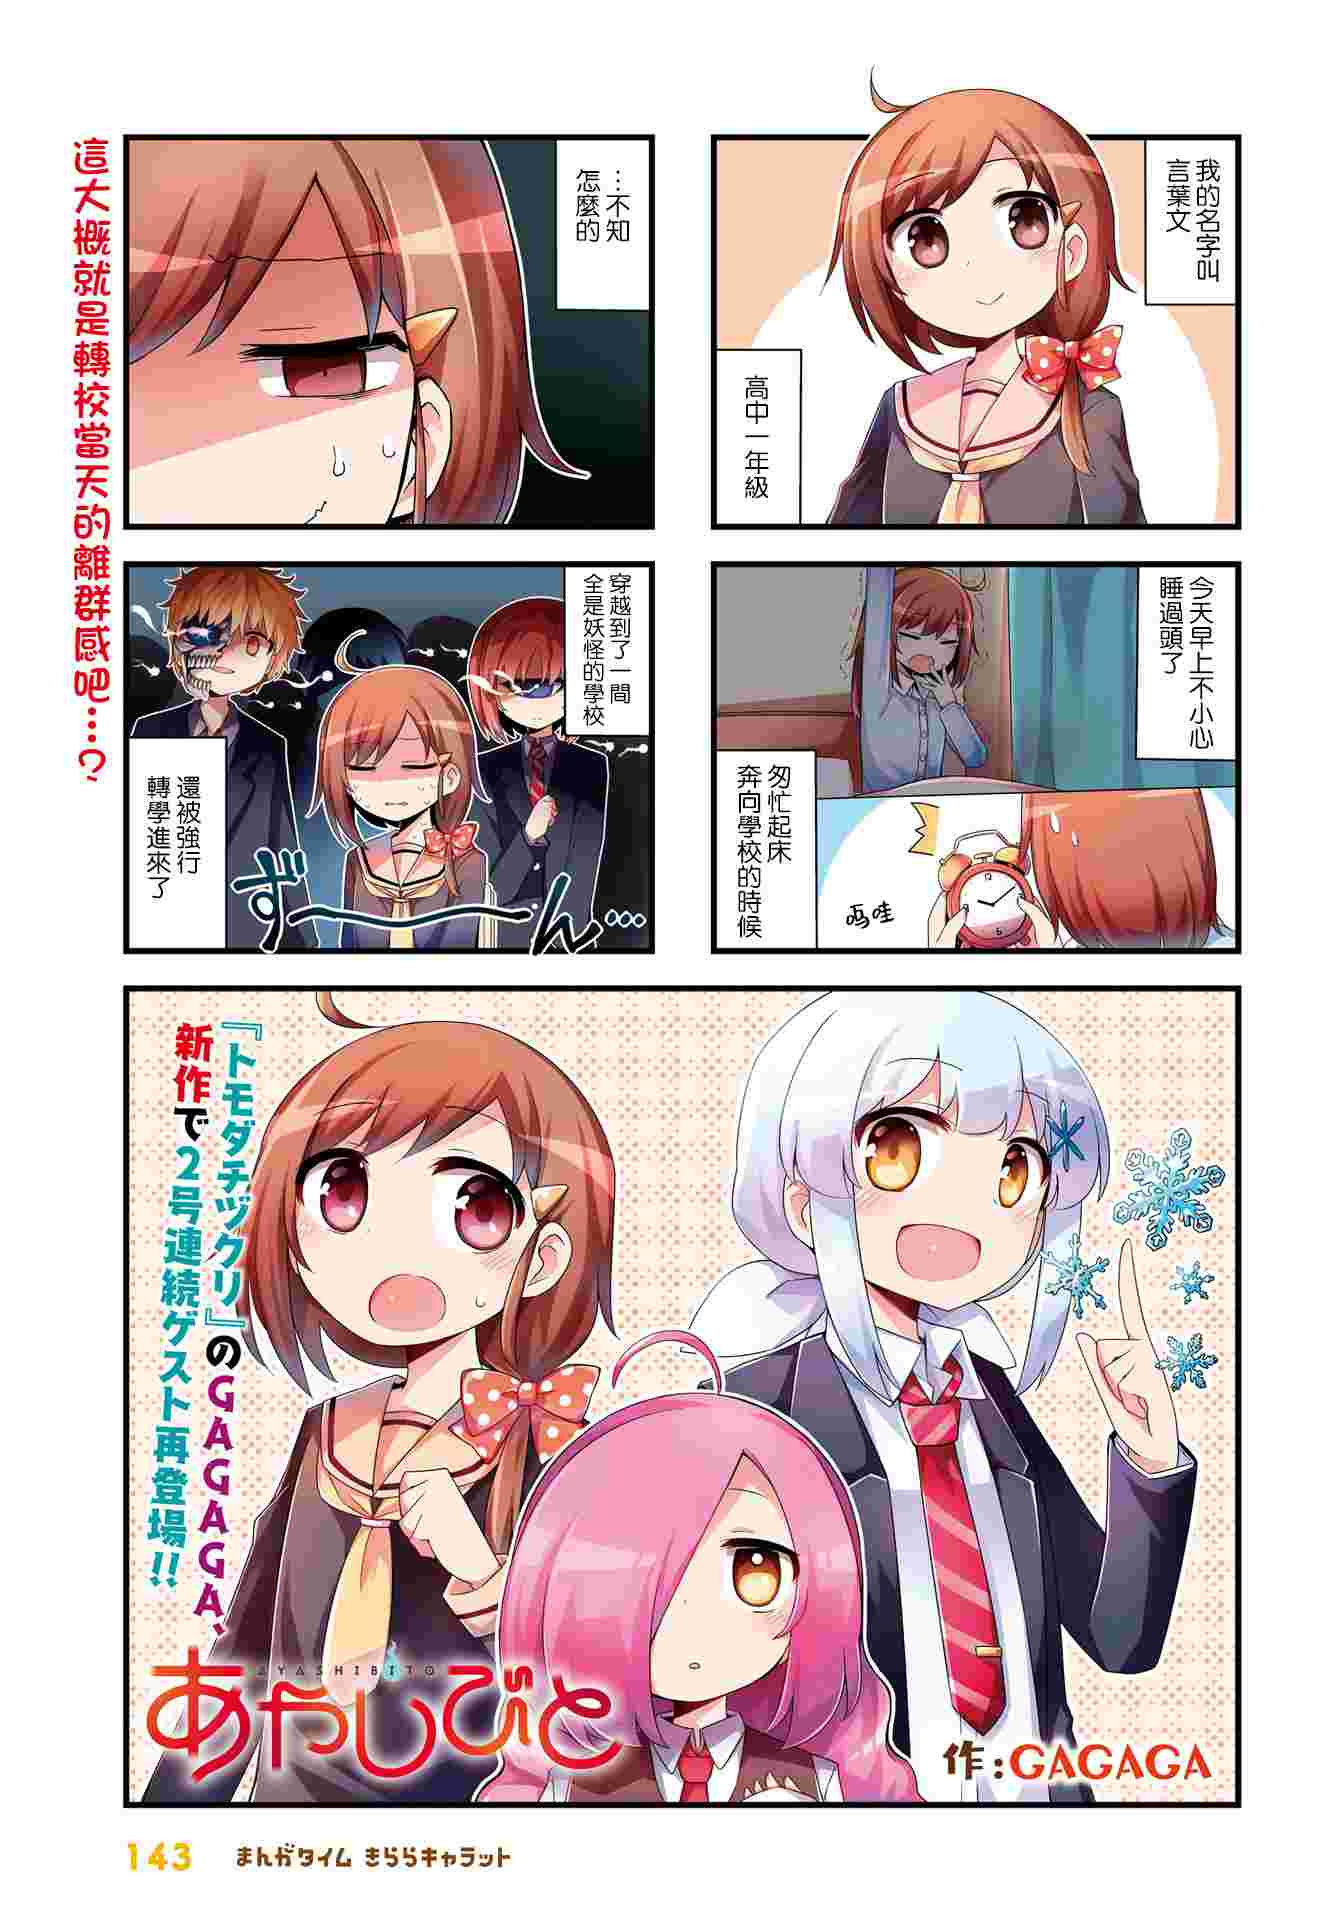 我的名字叫
言葉文
高中一年級
今天早上不小心
睡過頭了
嗚哇
匆忙起床
奔向學校的時候
…不知
怎麼的
穿越到了一間
全是妖怪的學校
還被強行
轉學進來了
ず〜〜ん…
這大概就是轉校當天的離群感吧…?
『トモダチヅクリ』のGAGAGA、
新作で2号連続ゲスト再登場!!
AYASHIBITO
あやしびと
作:GAGAGA
143
まんがタイム きららキャラット